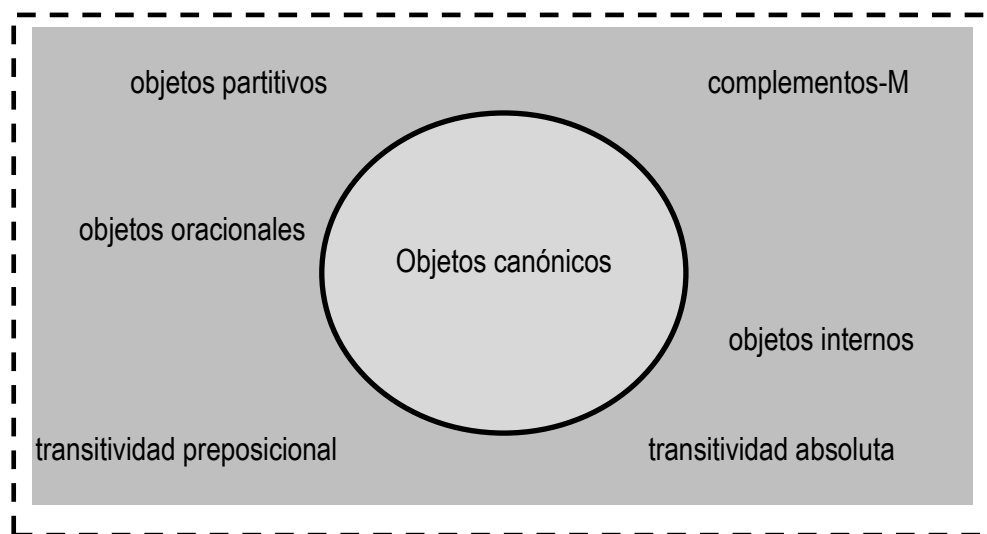 objetos partitivos
complementos-M
objetos oracionales
Objetos canónicos
objetos internos
transitividad preposicional
transitividad absoluta